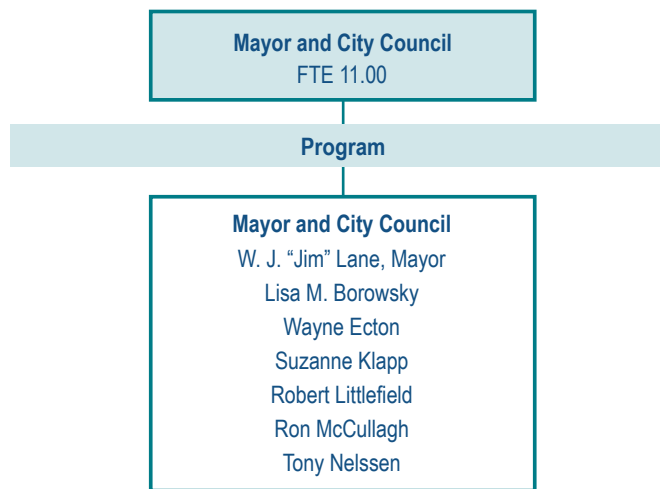 Mayor and City Council
FTE 11.00
Program
Mayor and City Council
W. J. “Jim” Lane, Mayor
Lisa M. Borowsky
Wayne Ecton
Suzanne Klapp
Robert Littlefield
Ron McCullagh
Tony Nelssen